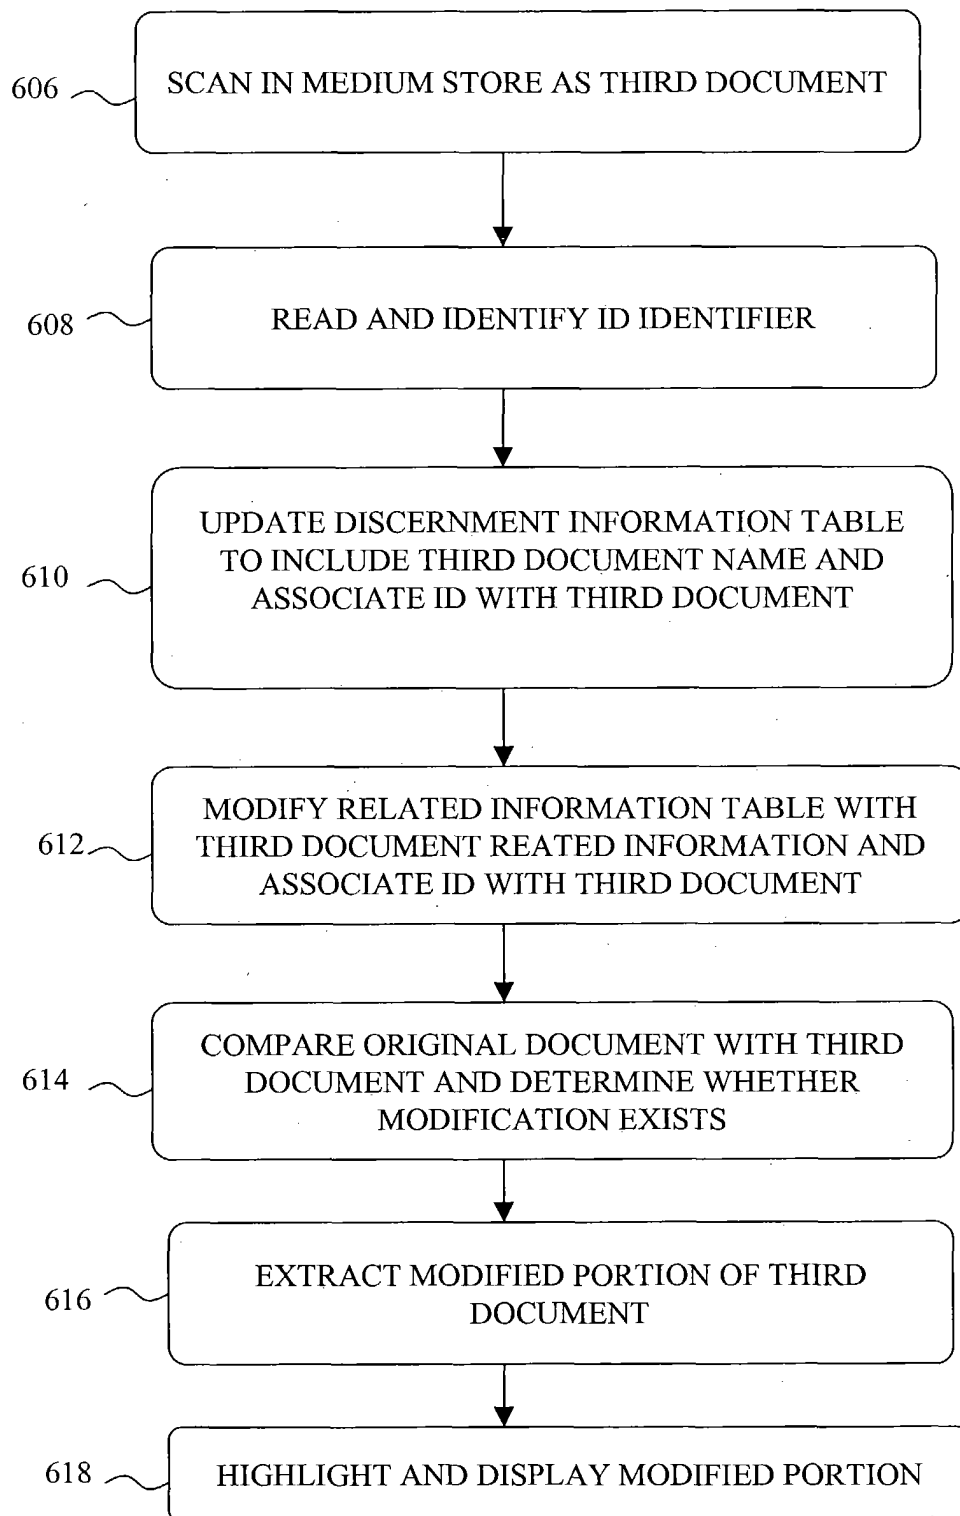 606
SCAN IN MEDIUM STORE AS THIRD DOCUMENT
608
READ AND IDENTIFY ID IDENTIFIER
610
UPDATE DISCERNMENT INFORMATION TABLE
TO INCLUDE THIRD DOCUMENT NAME AND
ASSOCIATE ID WITH THIRD DOCUMENT
612
MODIFY RELATED INFORMATION TABLE WITH
THIRD DOCUMENT REATED INFORMATION AND
ASSOCIATE ID WITH THIRD DOCUMENT
614
COMPARE ORIGINAL DOCUMENT WITH THIRD
DOCUMENT AND DETERMINE WHETHER
MODIFICATION EXISTS
616
EXTRACT MODIFIED PORTION OF THIRD
DOCUMENT
618
HIGHLIGHT AND DISPLAY MODIFIED PORTION